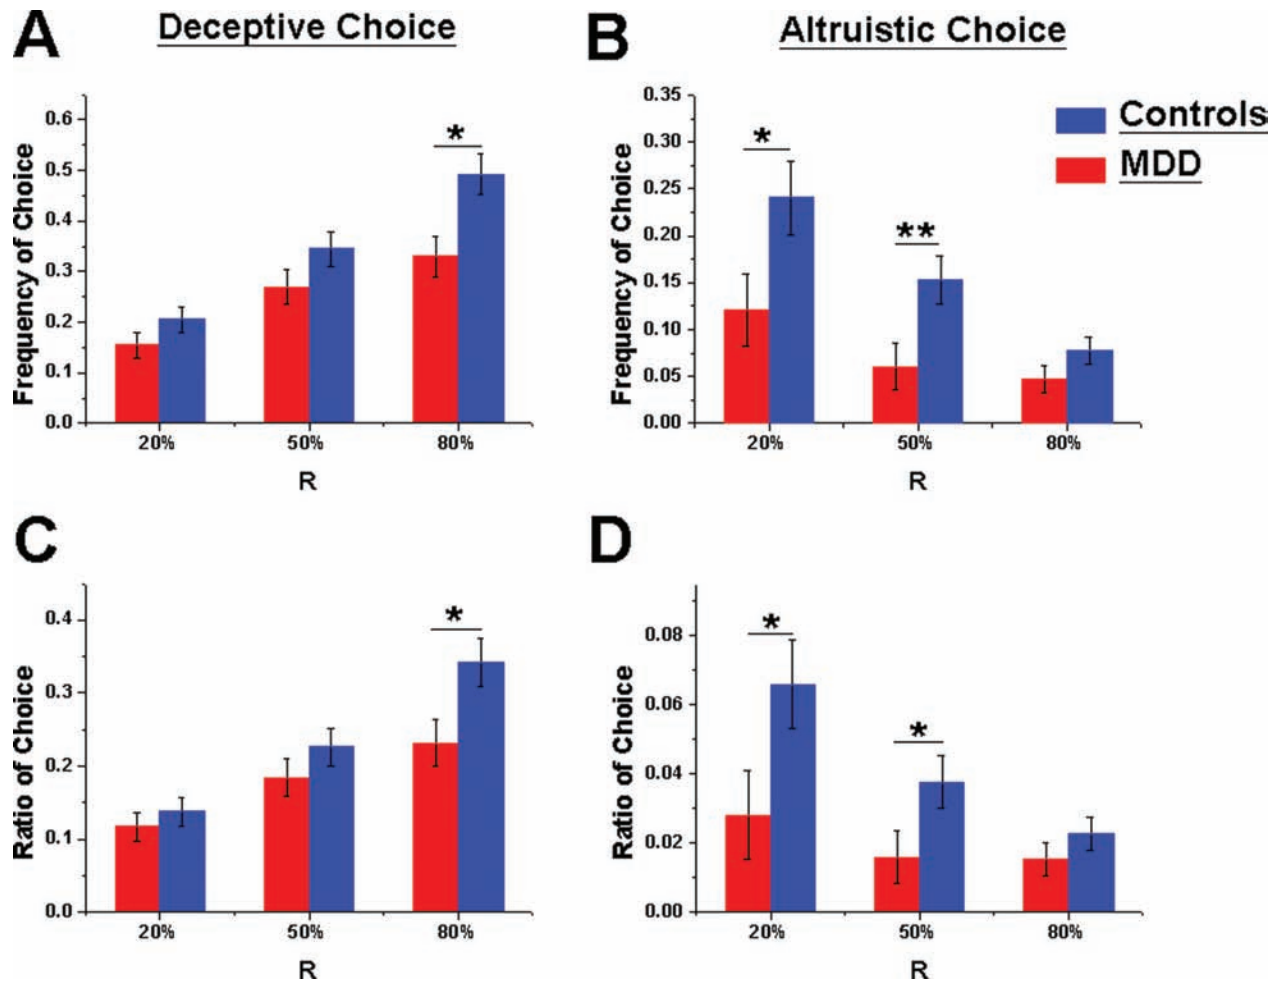 A
Deceptive Choice
Frequency of Choice
0.6
0.5
0.4
0.3
0.2
0.1
0.0
*
20%
50%
80%
R
B
Altruistic Choice
Frequency of Choice
0.35
0.30
0.25
0.20
0.15
0.10
0.05
0.00
*
**
20%
50%
80%
R
Controls
MDD
C
Ratio of Choice
0.4
0.3
0.2
0.1
0.0
*
20%
50%
80%
R
D
Ratio of Choice
0.08
0.06
0.04
0.02
0.00
*
*
20%
50%
80%
R